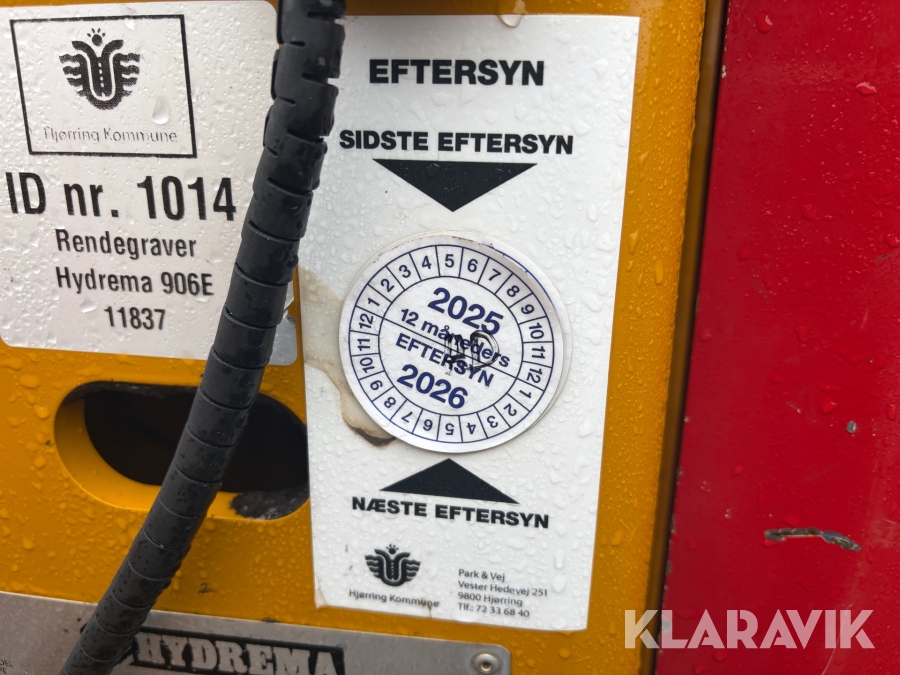 Hjørring Kommune
ID nr. 1014
Rendegraver
Hydrema 906E
11837
EFTERSYN
SIDSTE EFTERSYN
1 2 3 4 5 6 7 8 9 10 11 12
2025
12 måneders
EFTERSYN
2026
1 2 3 4 5 6 7 8 9 10 11 12
NÆSTE EFTERSYN
Hjørring Kommune
Park & Vej
Vester Hedevej 251
9800 Hjørring
Tlf.: 72 33 68 40
HYDREMA
KLARAVIK